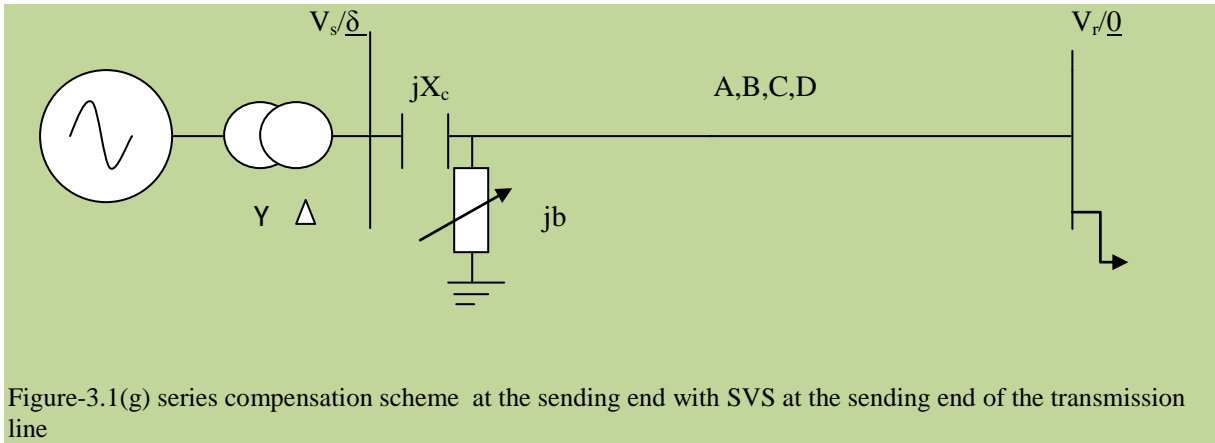 Vₛ/δ Vᵣ/0
jX꜀ A,B,C,D
Y Δ jb
Figure-3.1(g) series compensation scheme at the sending end with SVS at the sending end of the transmission
line